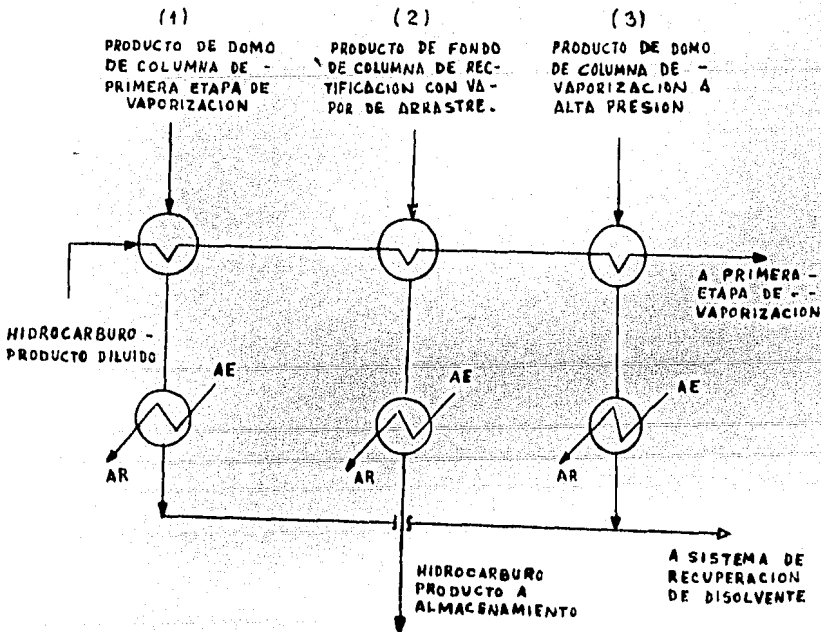 (1)
PRODUCTO DE DOMO
DE COLUMNA DE -
PRIMERA ETAPA DE
VAPORIZACION
(2)
PRODUCTO DE FONDO
DE COLUMNA DE REC-
TIFICACION CON VA-
POR DE ARRASTRE.
(3)
PRODUCTO DE DOMO
DE COLUMNA DE -
VAPORIZACION A
ALTA PRESION
A PRIMERA -
ETAPA DE - -
VAPORIZACION
HIDROCARBURO -
PRODUCTO DILUIDO
AE
AR
AE
AR
AE
AR
HIDROCARBURO
PRODUCTO A
ALMACENAMIENTO
A SISTEMA DE
RECUPERACION
DE DISOLVENTE